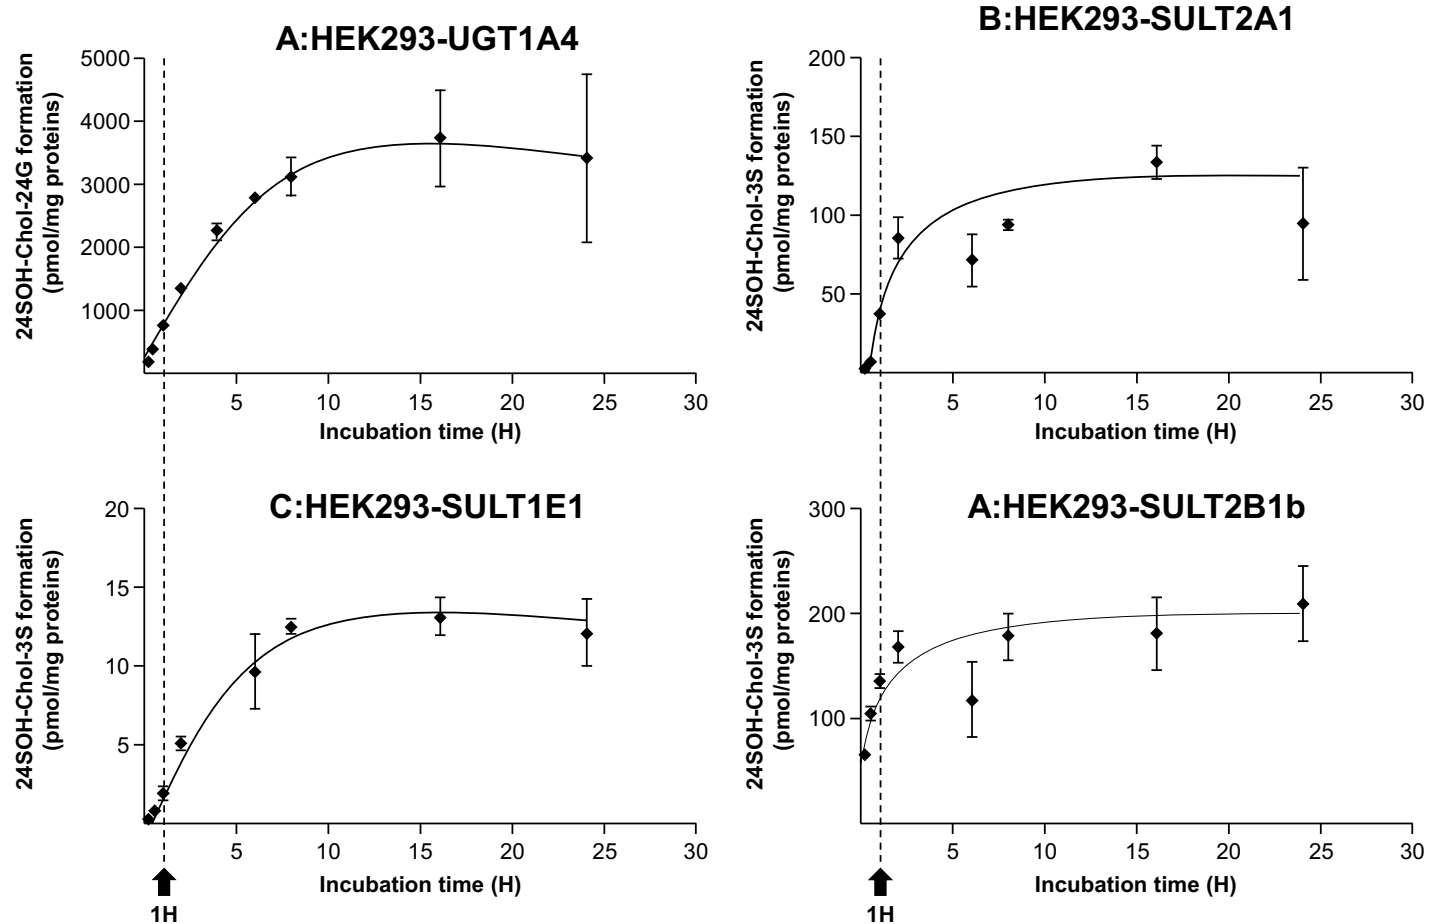 A:HEK293-UGT1A4
24SOH-Chol-24G formation
(pmol/mg proteins)
5000
4000
3000
2000
1000
5
10
15
20
25
30
Incubation time (H)
B:HEK293-SULT2A1
24SOH-Chol-3S formation
(pmol/mg proteins)
200
150
100
50
5
10
15
20
25
30
Incubation time (H)
C:HEK293-SULT1E1
24SOH-Chol-3S formation
(pmol/mg proteins)
20
15
10
5
5
10
15
20
25
30
Incubation time (H)
1H
A:HEK293-SULT2B1b
24SOH-Chol-3S formation
(pmol/mg proteins)
300
200
100
5
10
15
20
25
30
Incubation time (H)
1H